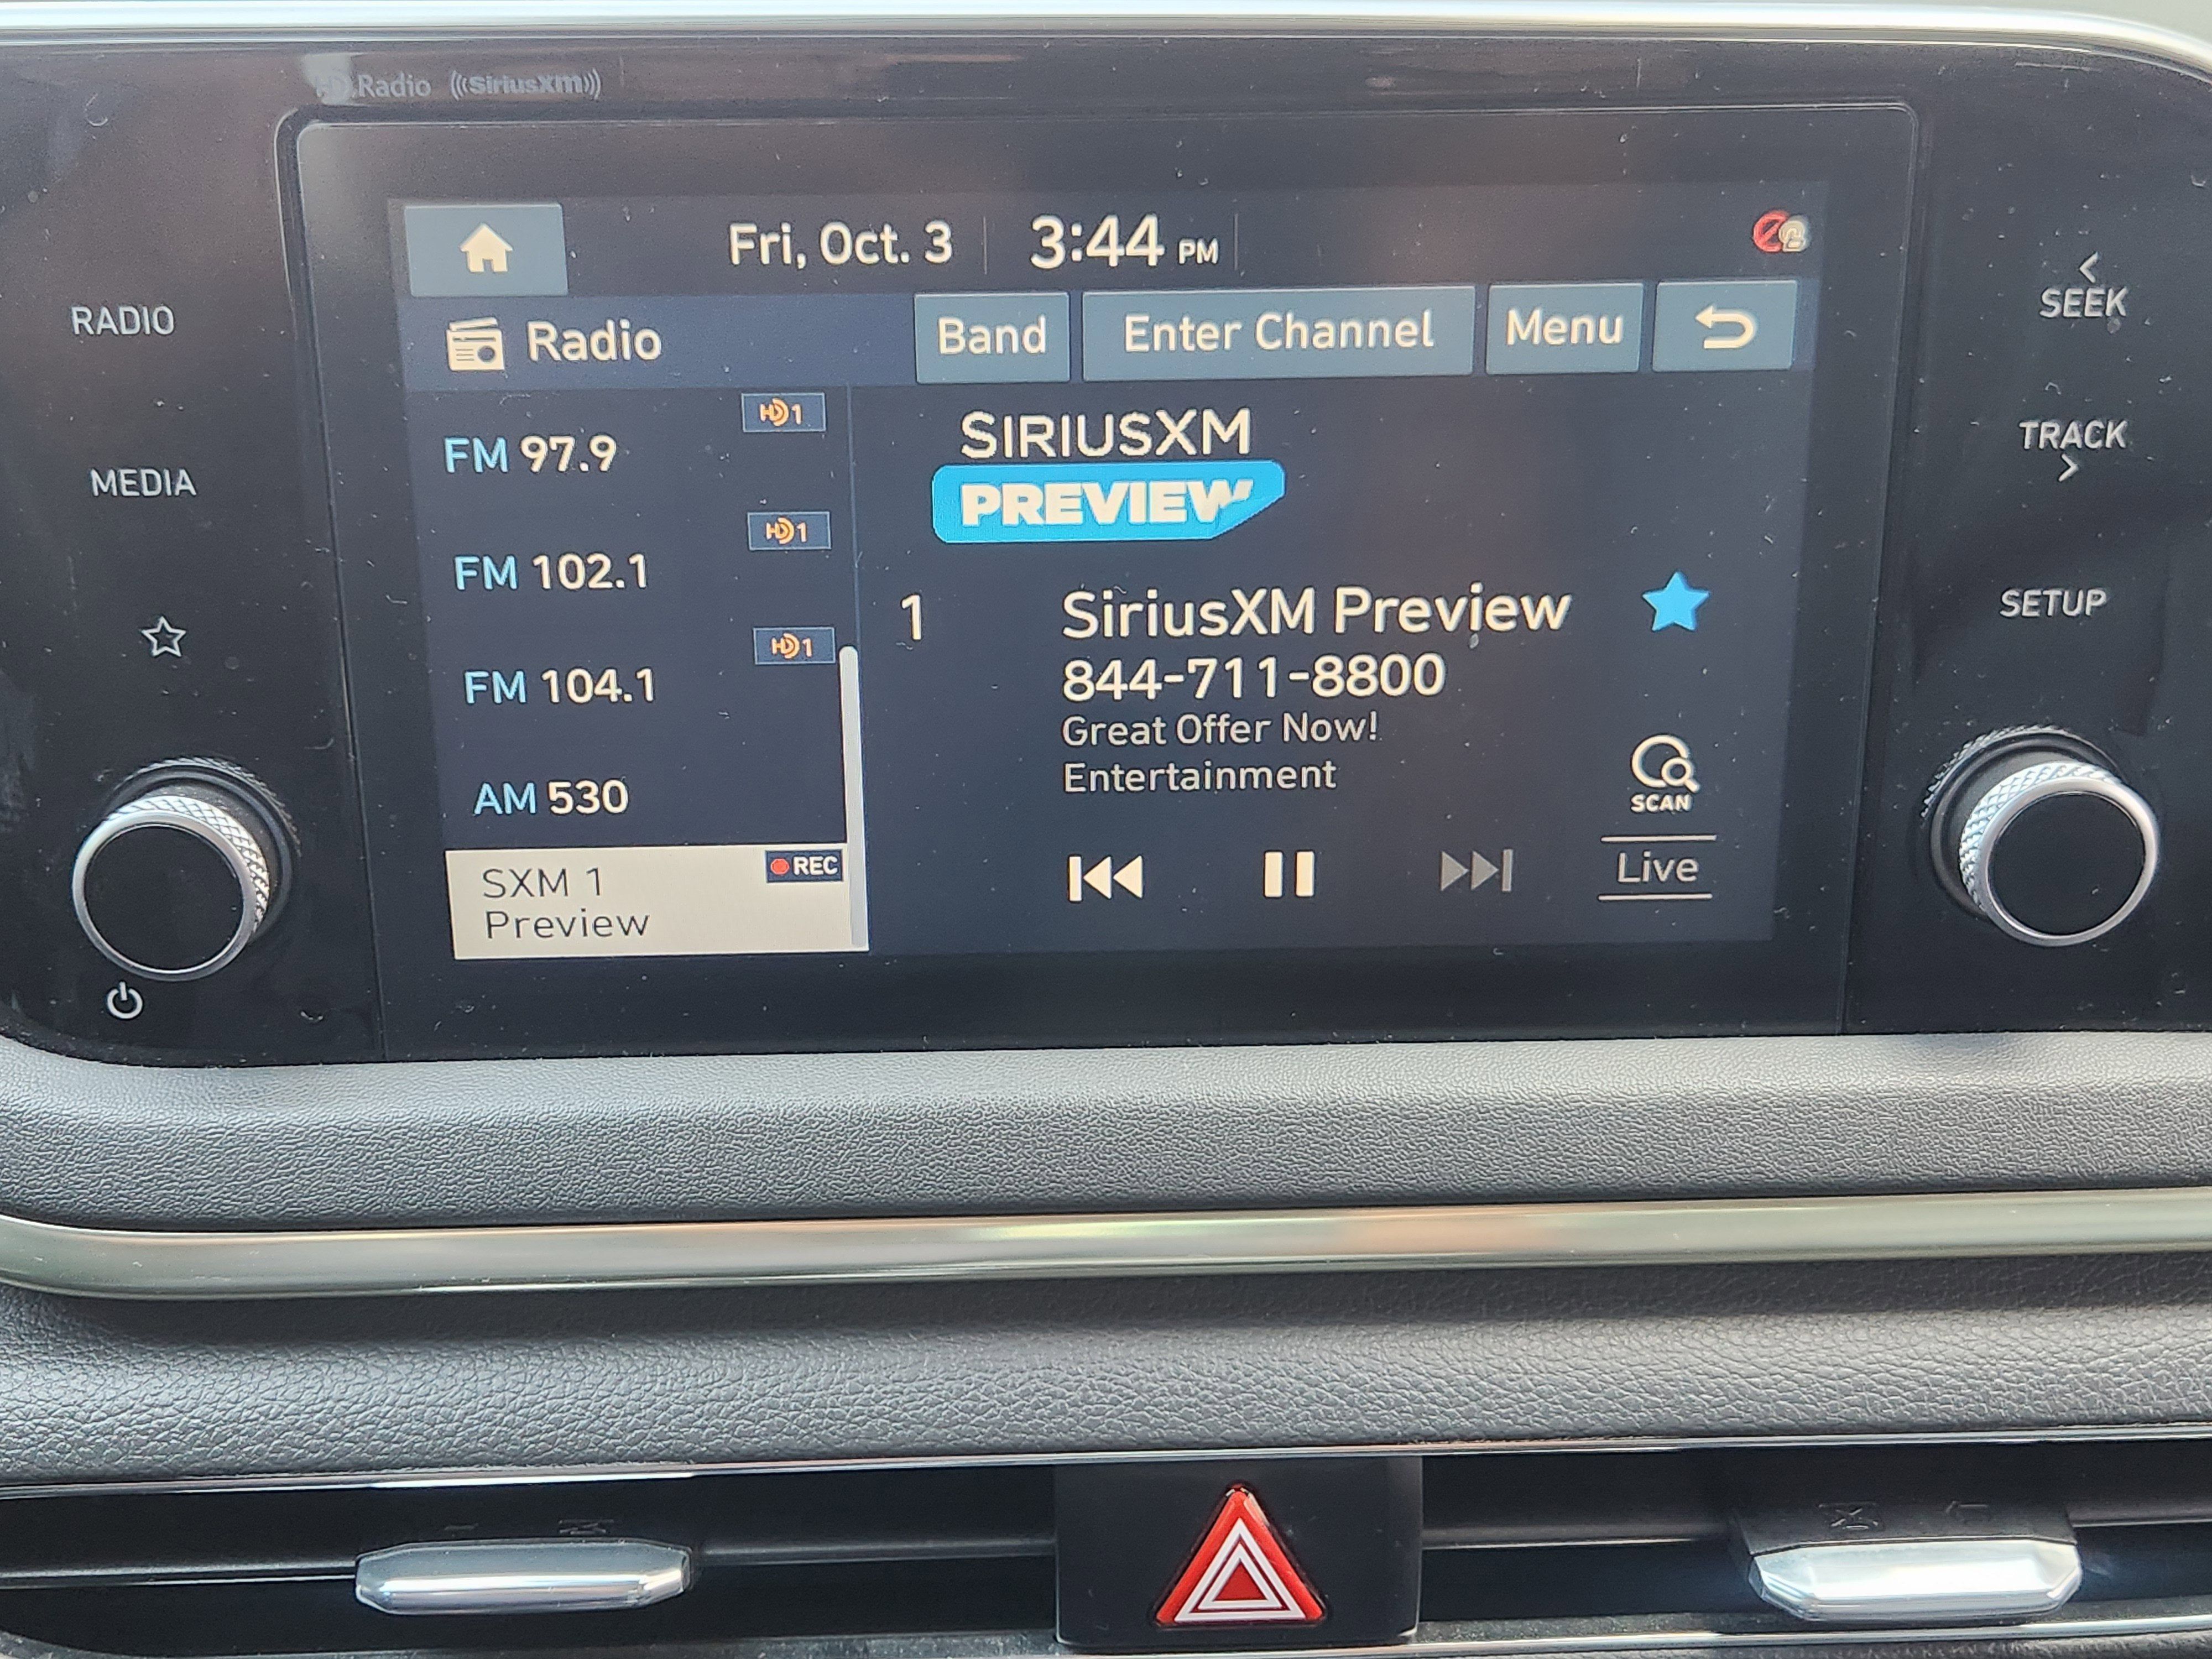 HD Radio ((SiriusXM))
Fri, Oct. 3 3:44 PM
Radio Band Enter Channel Menu
RADIO
MEDIA
FM 97.9 HD1
FM 102.1 HD1
FM 104.1 HD1
AM 530
SXM 1 REC
Preview
SIRIUSXM
PREVIEW
1 SiriusXM Preview
844-711-8800
Great Offer Now!
Entertainment
SCAN
Live
< SEEK
TRACK >
SETUP